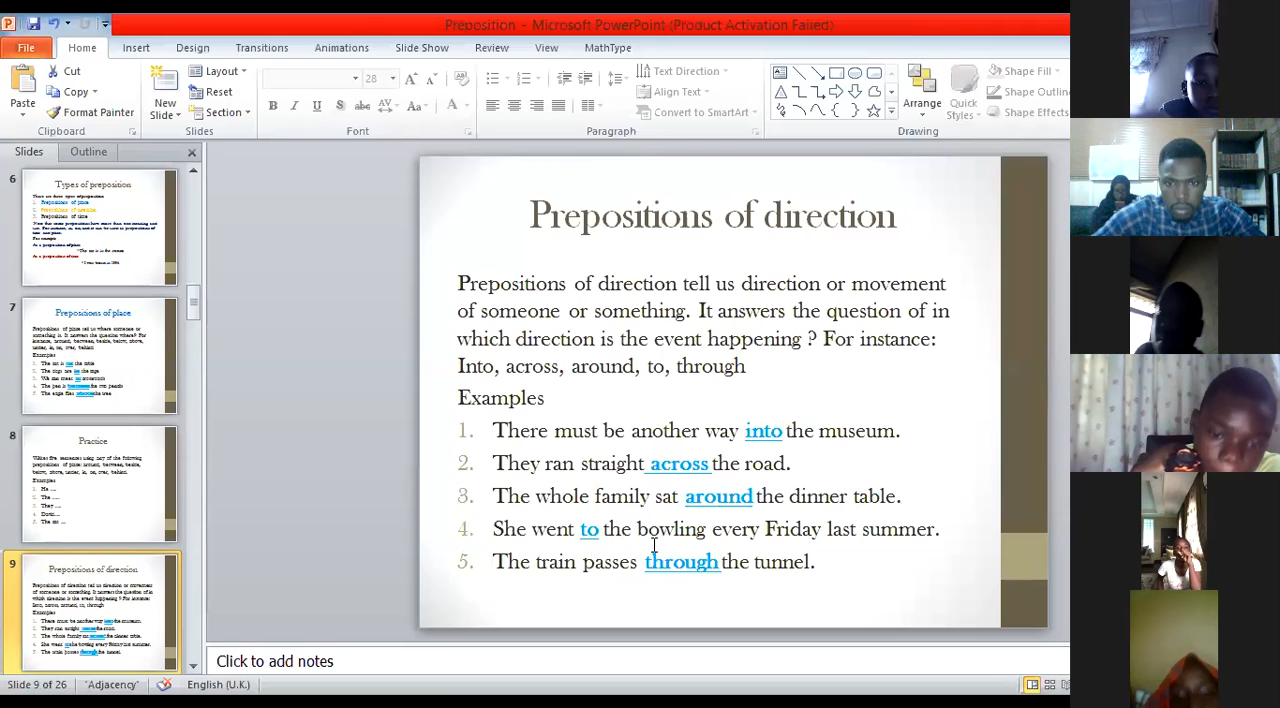 Preposition - Microsoft PowerPoint (Product Activation Failed)
File Home Insert Design Transitions Animations Slide Show Review View MathType
Paste
Cut
Copy
Format Painter
Clipboard
New Slide
Layout
Reset
Section
Slides
28
Font
Paragraph
Text Direction
Align Text
Convert to SmartArt
Arrange
Quick Styles
Shape Fill
Shape Outlin
Shape Effects
Drawing
Slides Outline
6
Types of preposition
7
Prepositions of place
8
Practice
9
Prepositions of direction
Prepositions of direction
Prepositions of direction tell us direction or movement
of someone or something. It answers the question of in
which direction is the event happening ? For instance:
Into, across, around, to, through
Examples
1. There must be another way into the museum.
2. They ran straight across the road.
3. The whole family sat around the dinner table.
4. She went to the bowling every Friday last summer.
5. The train passes through the tunnel.
Click to add notes
Slide 9 of 26 "Adjacency" English (U.K.)